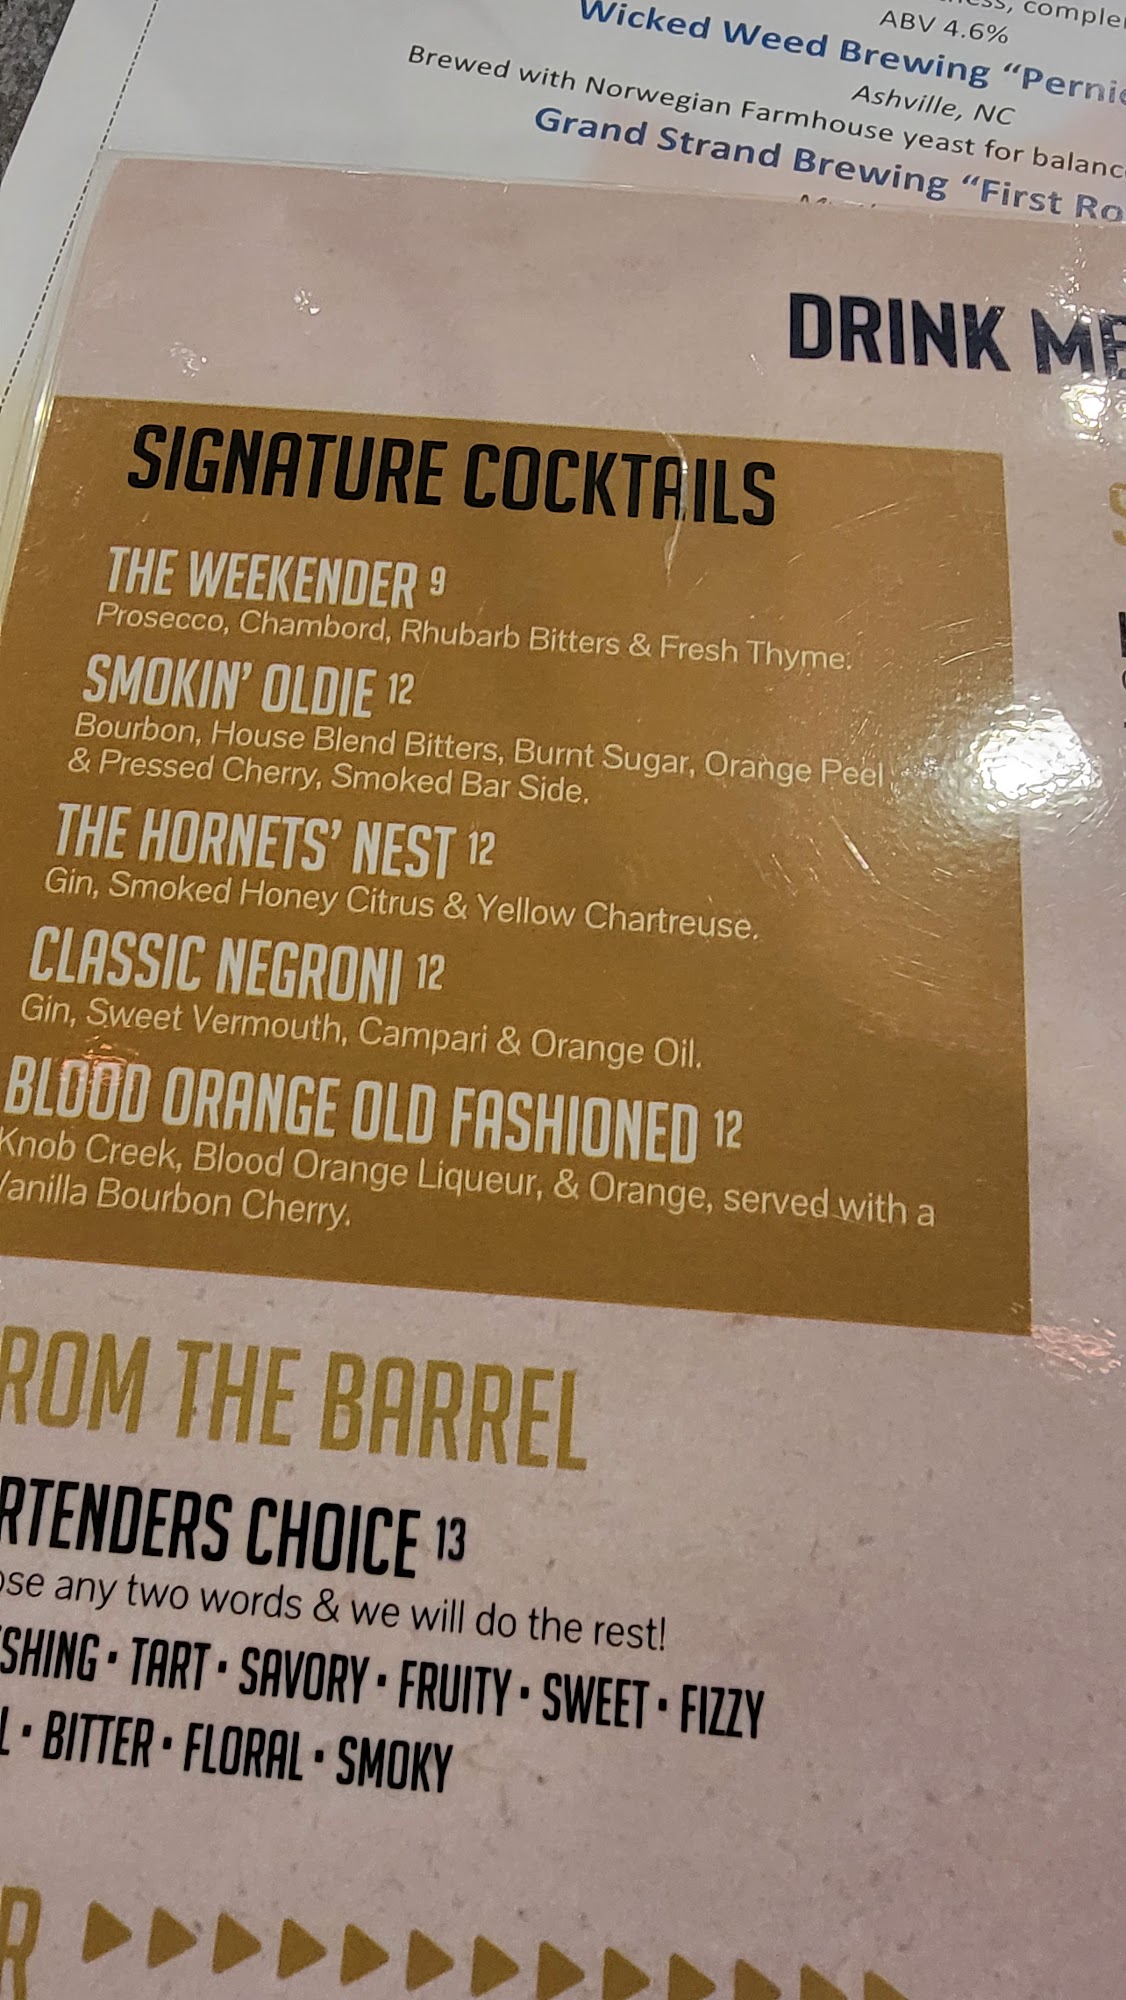 ABV 4.6%
Wicked Weed Brewing “Pernic
Ashville, NC
Brewed with Norwegian Farmhouse yeast for balanc
Grand Strand Brewing “First Ro
DRINK ME
SIGNATURE COCKTAILS
THE WEEKENDER 9
Prosecco, Chambord, Rhubarb Bitters & Fresh Thyme.
SMOKIN’ OLDIE 12
Bourbon, House Blend Bitters, Burnt Sugar, Orange Peel
& Pressed Cherry, Smoked Bar Side.
THE HORNETS’ NEST 12
Gin, Smoked Honey Citrus & Yellow Chartreuse.
CLASSIC NEGRONI 12
Gin, Sweet Vermouth, Campari & Orange Oil.
BLOOD ORANGE OLD FASHIONED 12
Knob Creek, Blood Orange Liqueur, & Orange, served with a
Vanilla Bourbon Cherry.
ROM THE BARREL
RTENDERS CHOICE 13
ose any two words & we will do the rest!
SHING • TART • SAVORY • FRUITY • SWEET • FIZZY
L • BITTER • FLORAL • SMOKY
R